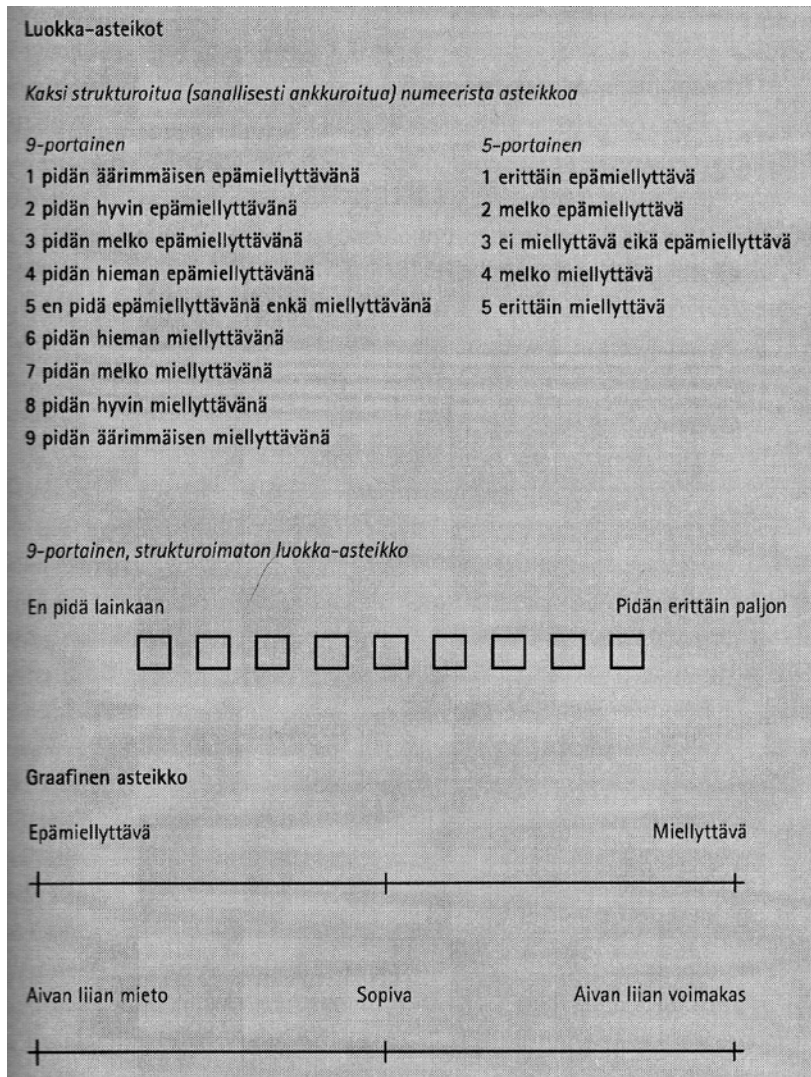 Luokka-asteikot
Kaksi strukturoitua (sanallisesti ankkuroitua) numeerista asteikkoa
9-portainen
1 pidän äärimmäisen epämiellyttävänä
2 pidän hyvin epämiellyttävänä
3 pidän melko epämiellyttävänä
4 pidän hieman epämiellyttävänä
5 en pidä epämiellyttävänä enkä miellyttävänä
6 pidän hieman miellyttävänä
7 pidän melko miellyttävänä
8 pidän hyvin miellyttävänä
9 pidän äärimmäisen miellyttävänä
5-portainen
1 erittäin epämiellyttävä
2 melko epämiellyttävä
3 ei miellyttävä eikä epämiellyttävä
4 melko miellyttävä
5 erittäin miellyttävä
9-portainen, strukturoimaton luokka-asteikko
En pidä lainkaan
Pidän erittäin paljon
Graafinen asteikko
Epämiellyttävä
Miellyttävä
Aivan liian mieto
Sopiva
Aivan liian voimakas